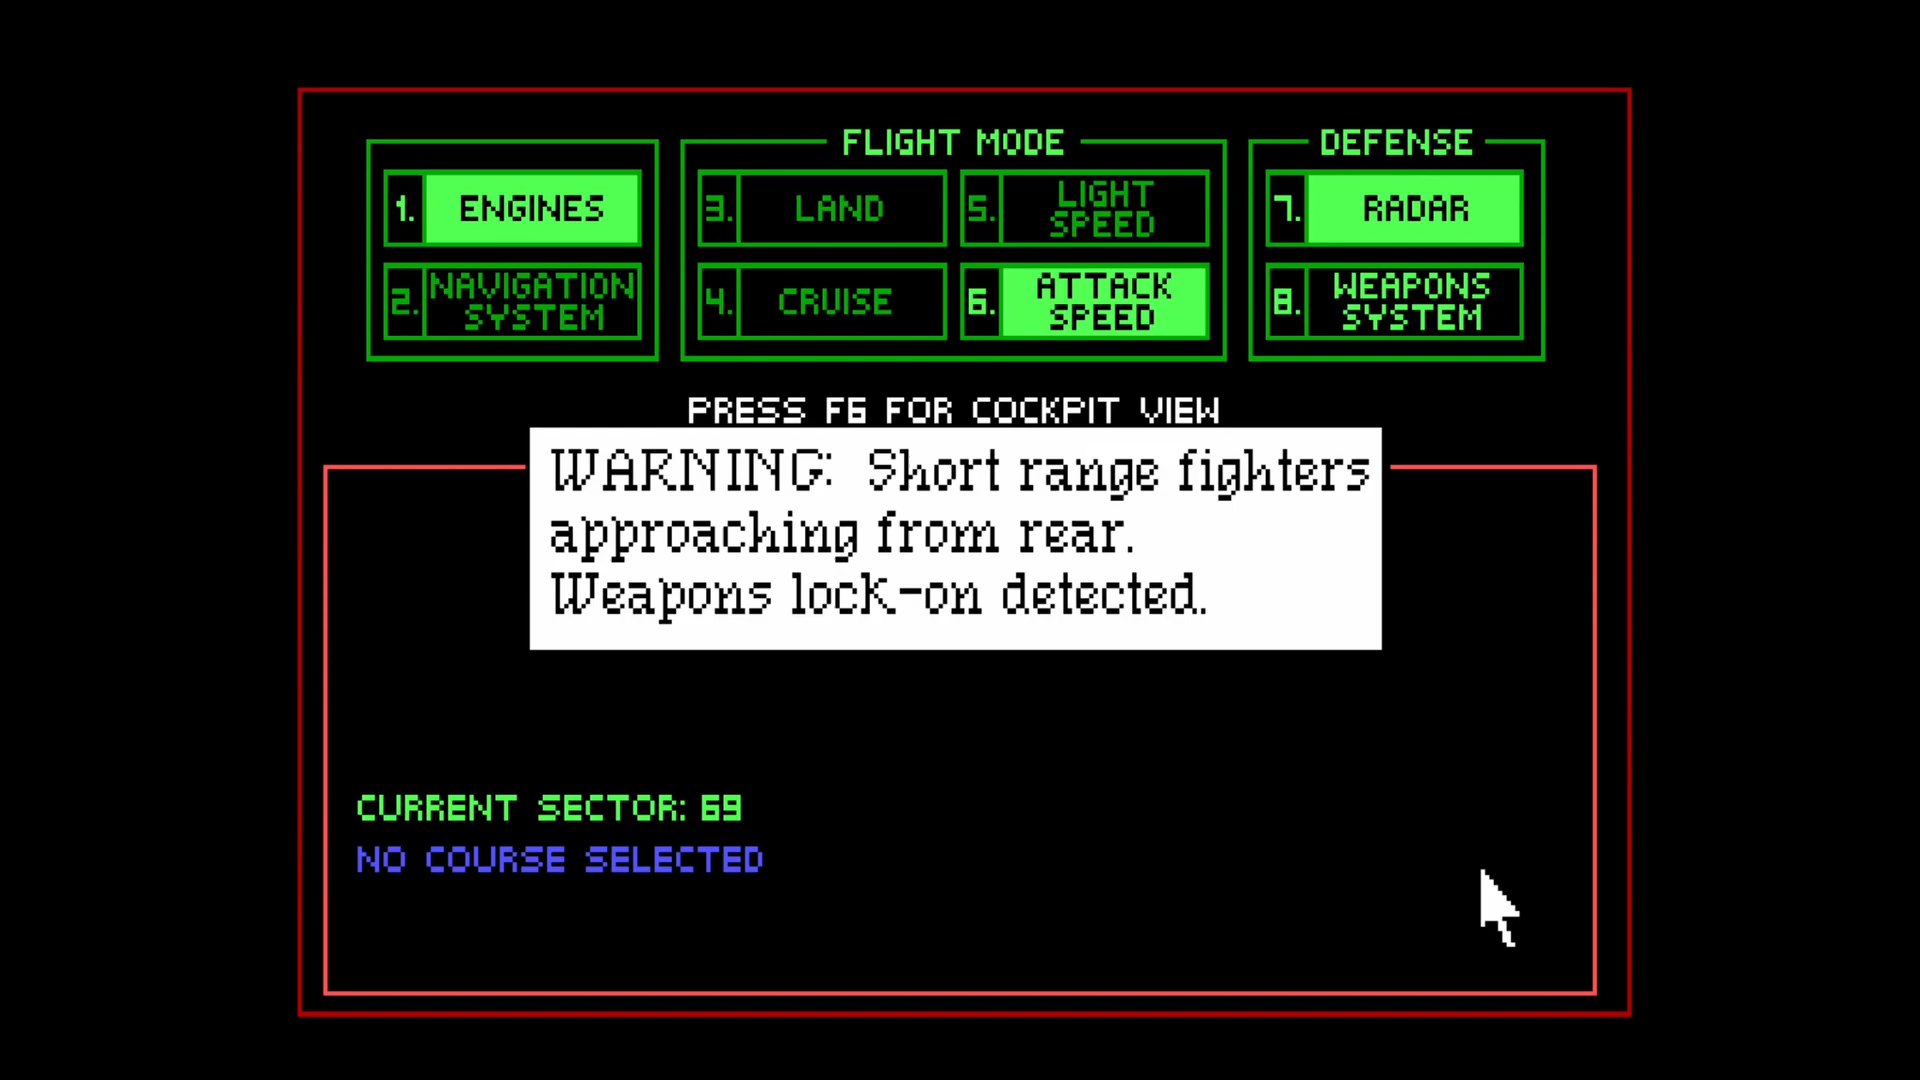 FLIGHT MODE
DEFENSE
1. ENGINES
3. LAND
5. LIGHT
SPEED
7. RADAR
2. NAVIGATION
SYSTEM
4. CRUISE
6. ATTACK
SPEED
8. WEAPONS
SYSTEM
PRESS F6 FOR COCKPIT VIEW
WARNING: Short range fighters
approaching from rear.
Weapons lock-on detected.
CURRENT SECTOR: 69
NO COURSE SELECTED